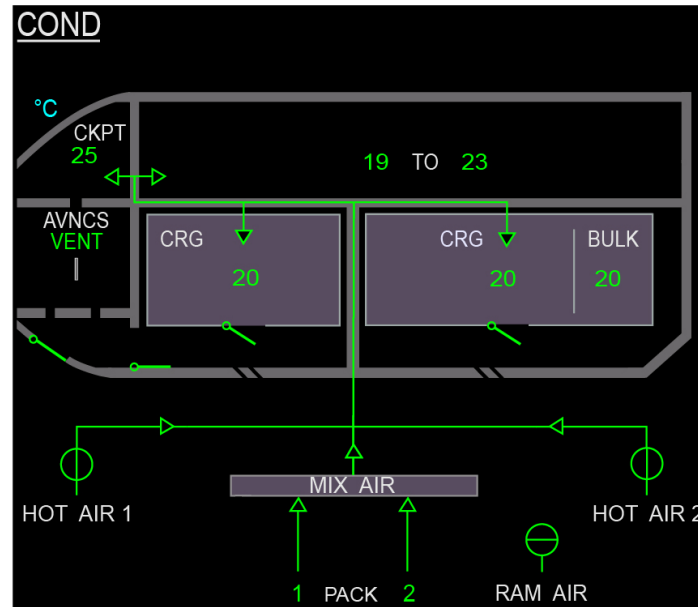 COND
°C
CKPT
25
19 TO 23
AVNCS
VENT
CRG
20
CRG
20
BULK
20
MIX AIR
HOT AIR 1
HOT AIR 2
1 PACK 2
RAM AIR